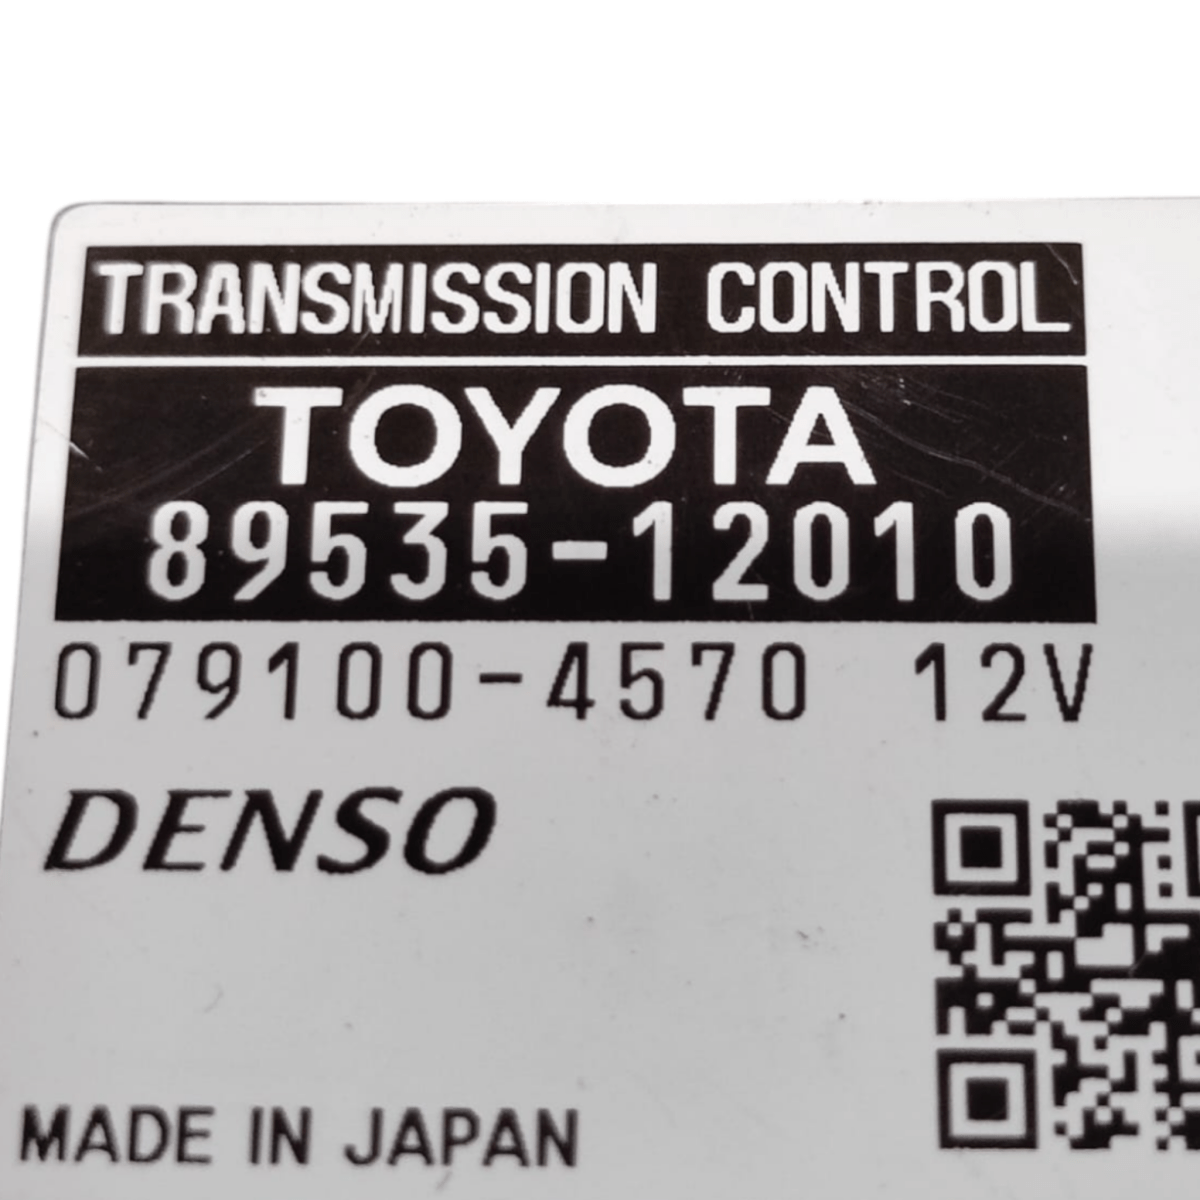 TRANSMISSION CONTROL
TOYOTA
89535-12010
079100-4570 12V
DENSO
MADE IN JAPAN